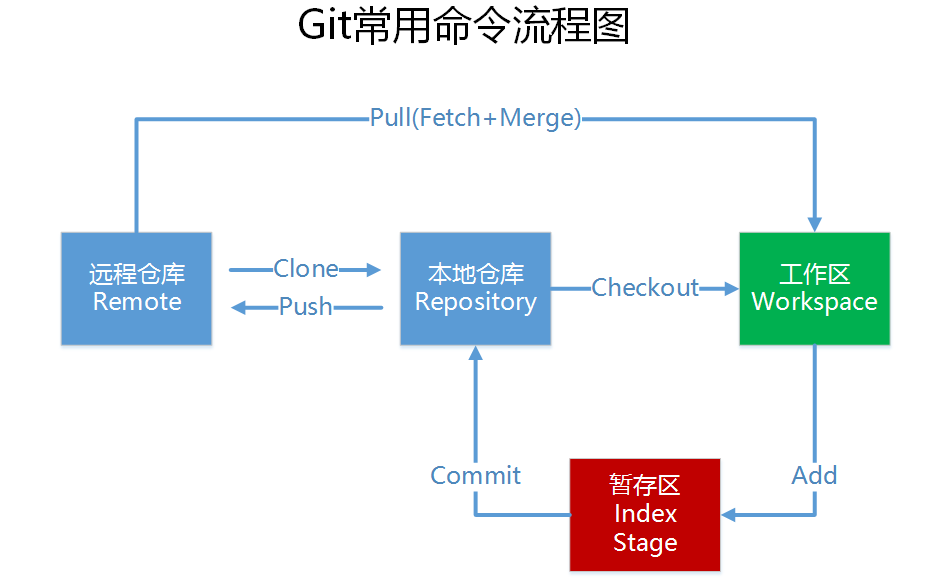 Git常用命令流程图
Pull(Fetch+Merge)
远程仓库
Remote
Clone
Push
本地仓库
Repository
Checkout
工作区
Workspace
Commit
暂存区
Index
Stage
Add